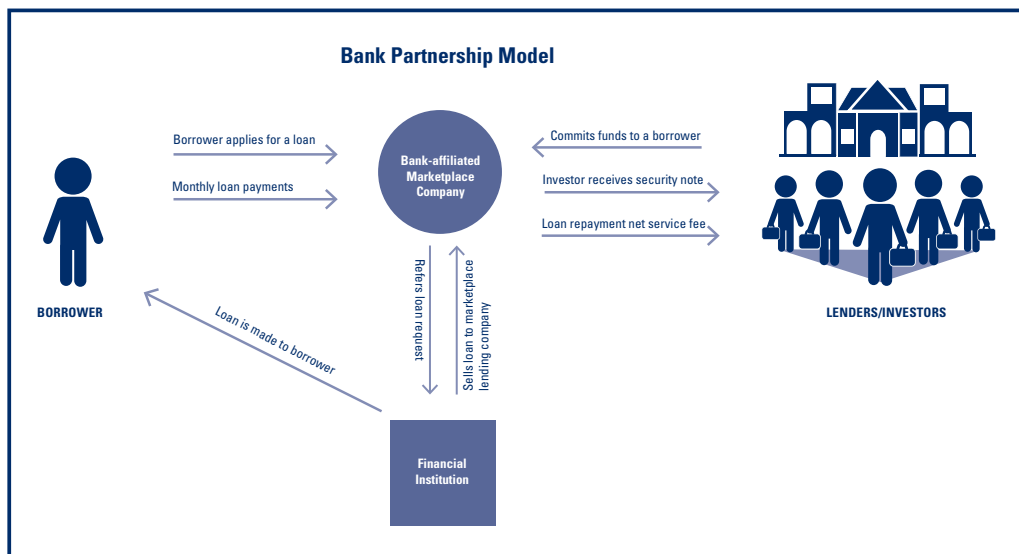 Bank Partnership Model
Borrower applies for a loan
Monthly loan payments
Bank-affiliated
Marketplace
Company
Commits funds to a borrower
Investor receives security note
Loan repayment net service fee
BORROWER
LENDERS/INVESTORS
Loan is made to borrower
Refers loan request
Sells loan to marketplace
lending company
Financial
Institution